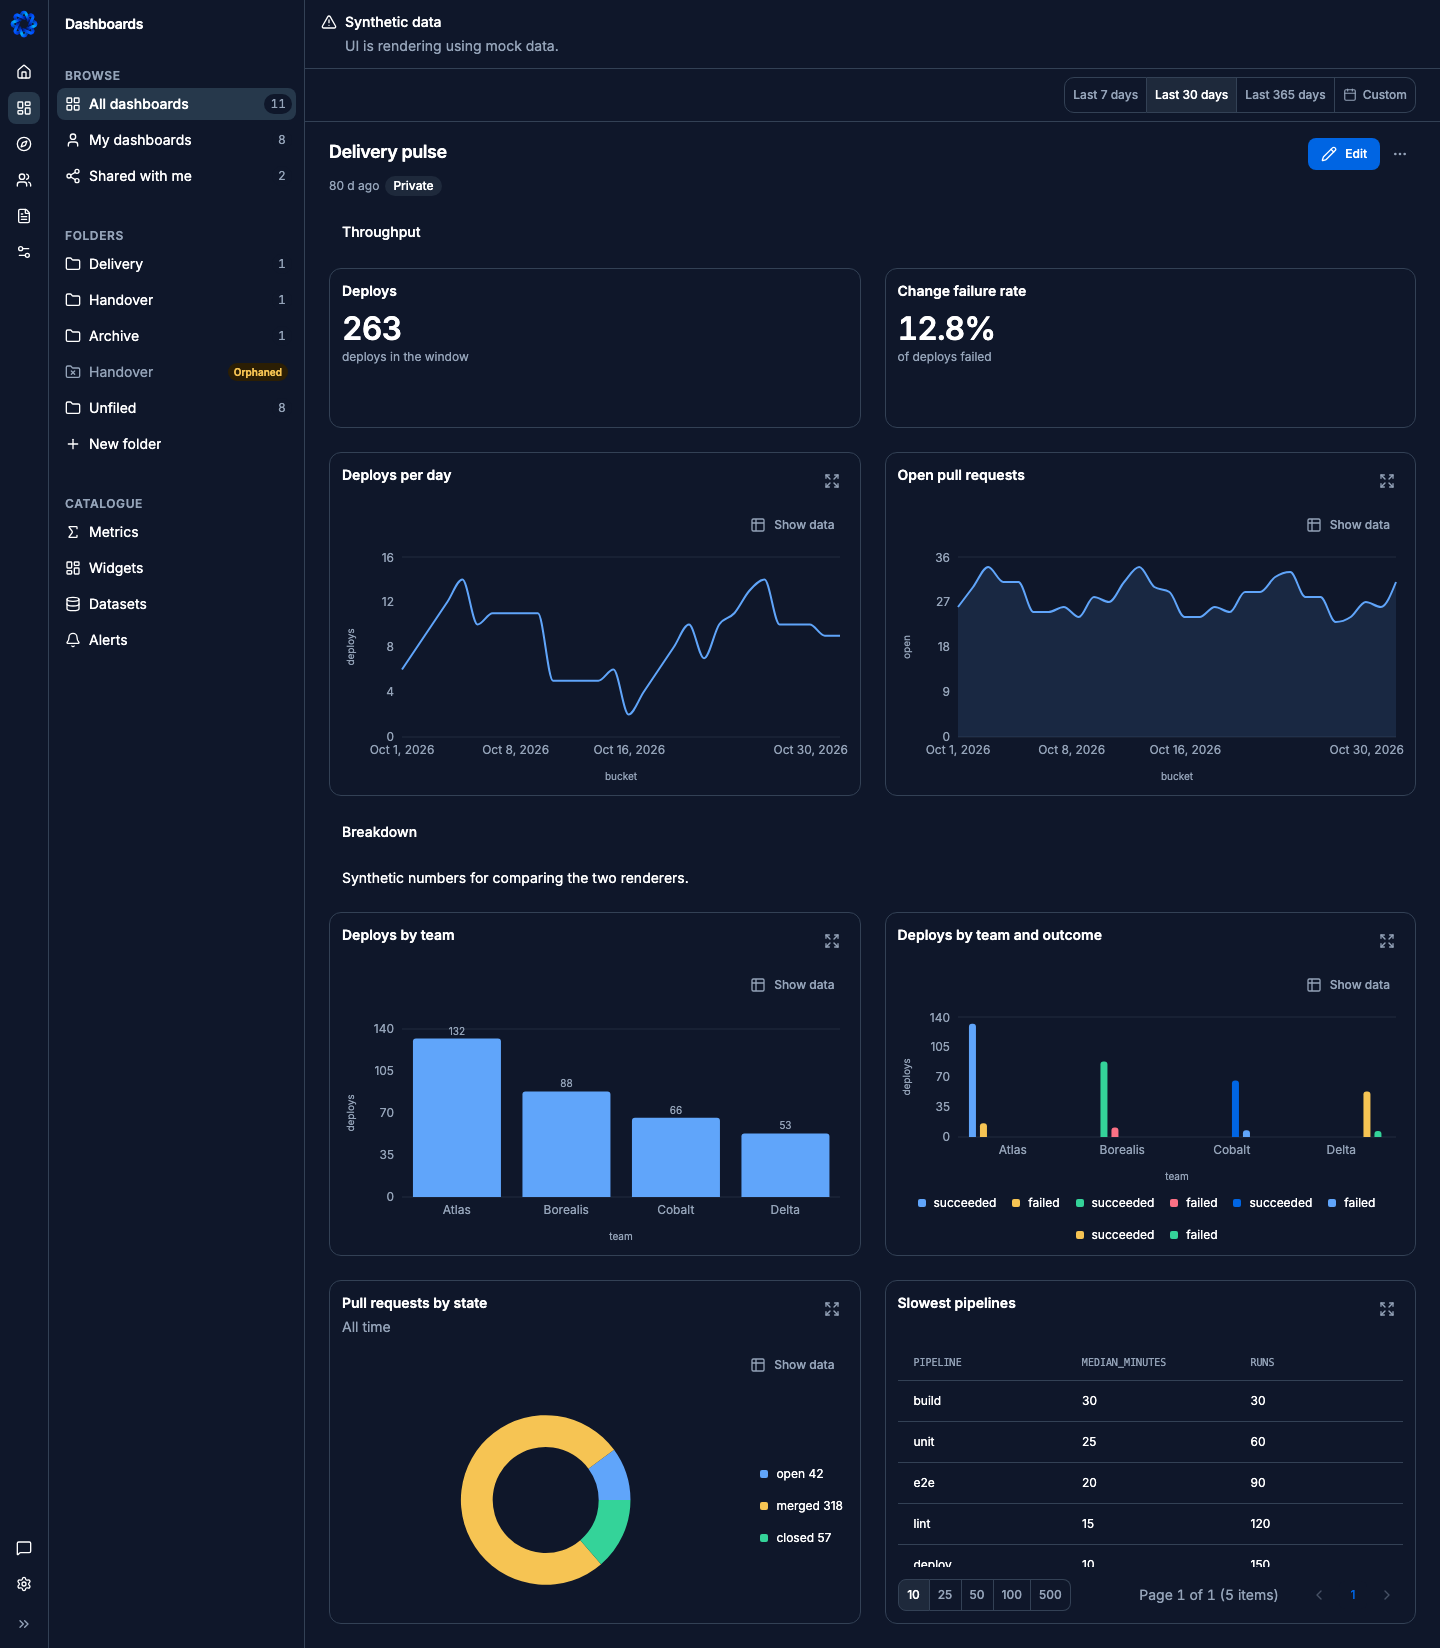 Dashboards
BROWSE
All dashboards 11
My dashboards 8
Shared with me 2
FOLDERS
Delivery 1
Handover 1
Archive 1
Handover Orphaned
Unfiled 8
New folder
CATALOGUE
Metrics
Widgets
Datasets
Alerts
Synthetic data
UI is rendering using mock data.
Last 7 days Last 30 days Last 365 days Custom
Delivery pulse
Edit
80 d ago Private
Throughput
Deploys
263
deploys in the window
Change failure rate
12.8%
of deploys failed
Deploys per day
Show data
16
12
8
4
0
deploys
Oct 1, 2026 Oct 8, 2026 Oct 16, 2026 Oct 30, 2026
bucket
Open pull requests
Show data
36
27
18
9
0
open
Oct 1, 2026 Oct 8, 2026 Oct 16, 2026 Oct 30, 2026
bucket
Breakdown
Synthetic numbers for comparing the two renderers.
Deploys by team
Show data
140
105
70
35
0
deploys
132
88
66
53
Atlas Borealis Cobalt Delta
team
Deploys by team and outcome
Show data
140
105
70
35
0
deploys
Atlas Borealis Cobalt Delta
team
succeeded failed succeeded failed succeeded failed
succeeded failed
Pull requests by state
All time
Show data
open 42
merged 318
closed 57
Slowest pipelines
PIPELINE MEDIAN_MINUTES RUNS
build 30 30
unit 25 60
e2e 20 90
lint 15 120
deploy 10 150
10 25 50 100 500
Page 1 of 1 (5 items)
1